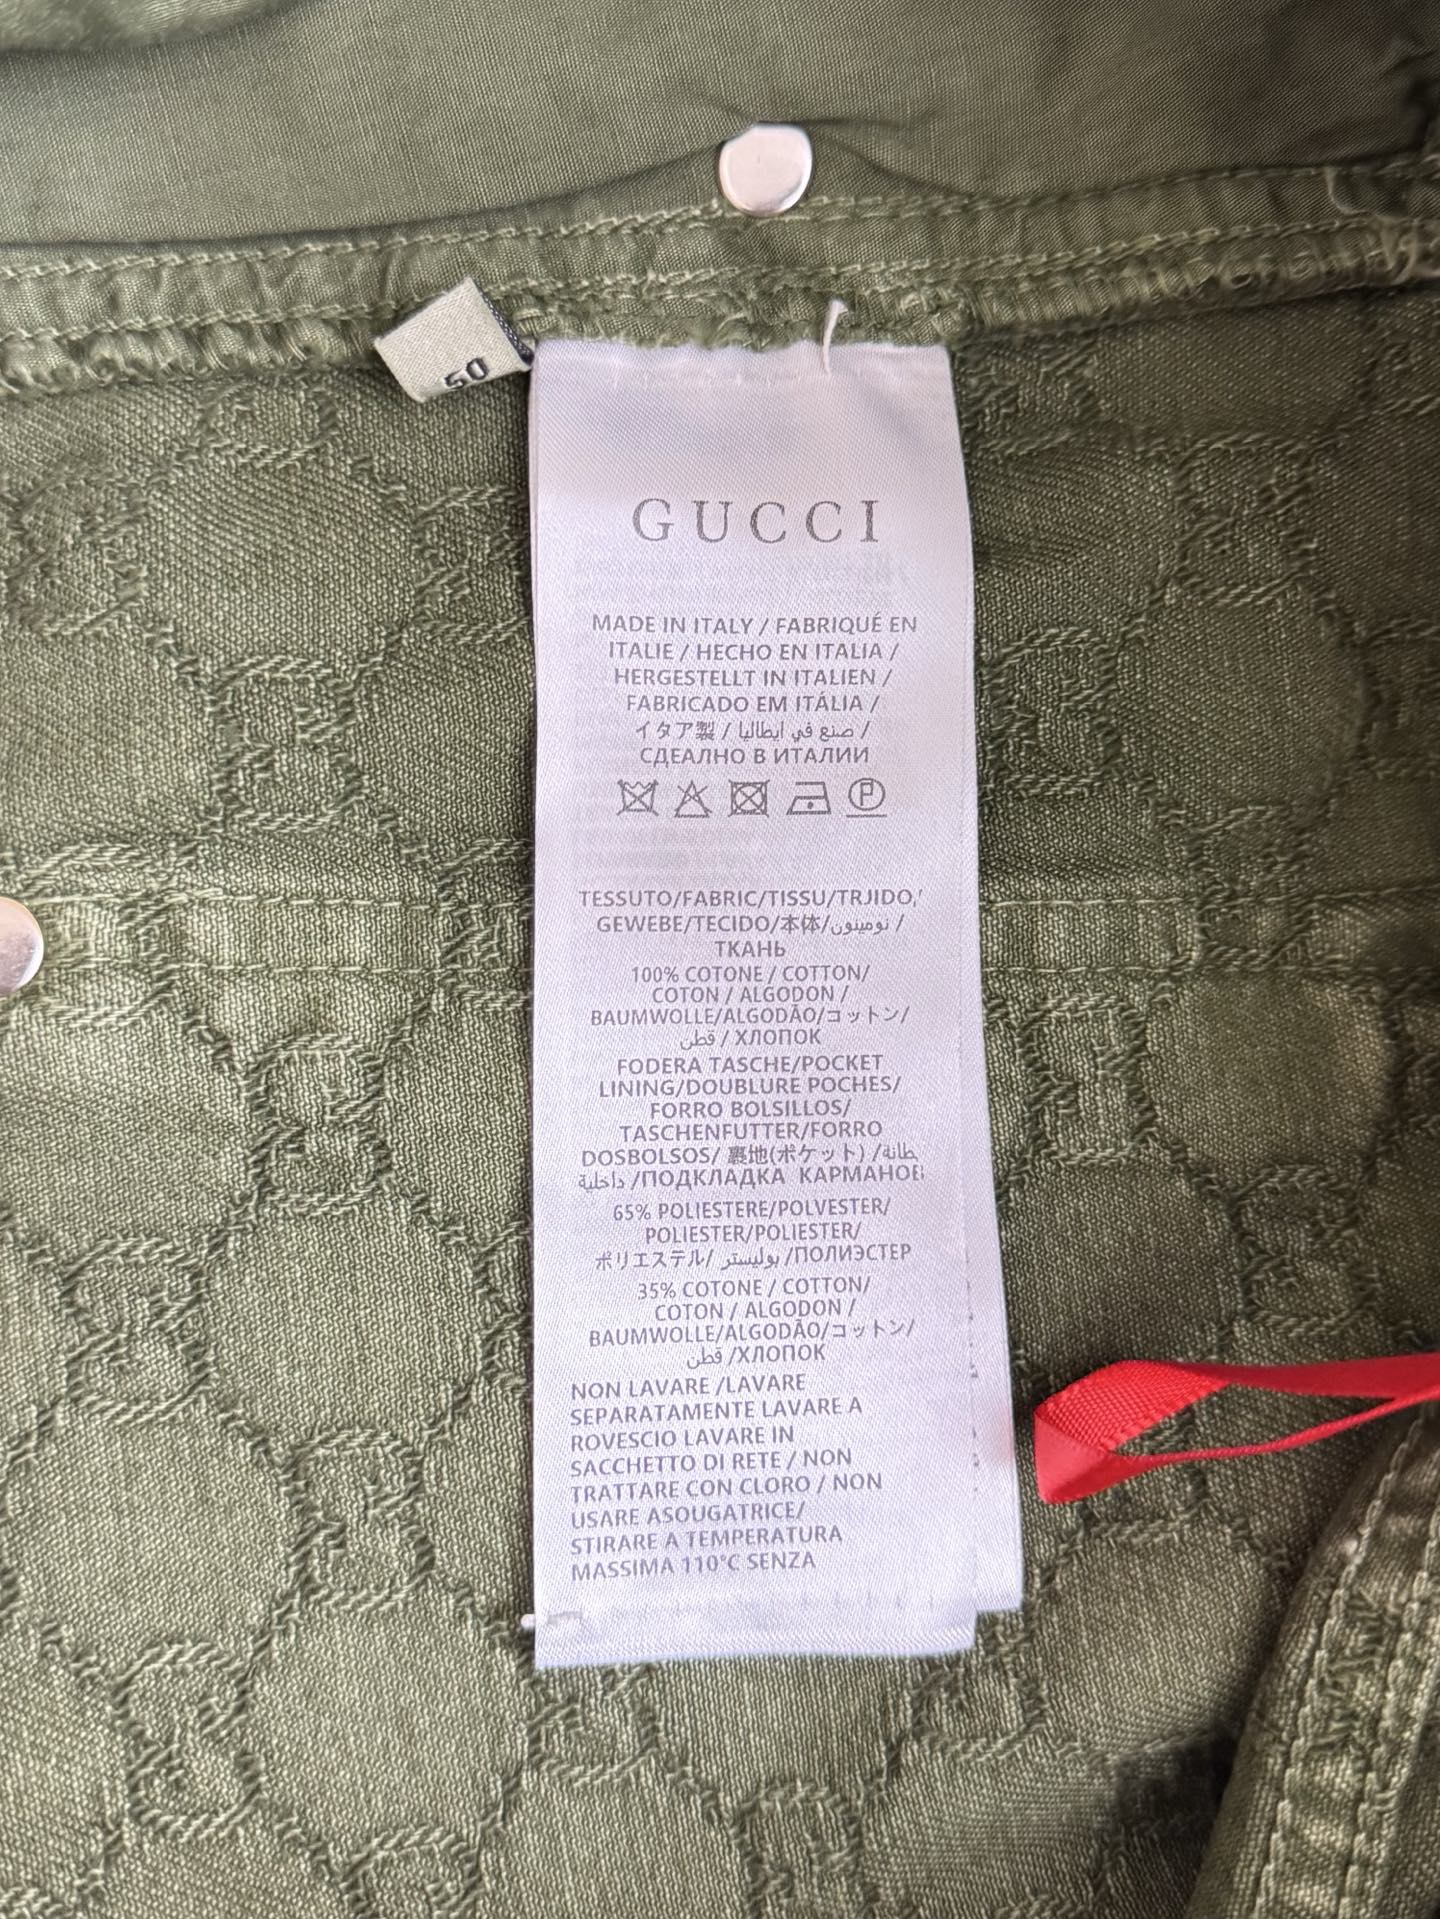 50
GUCCI
MADE IN ITALY / FABRIQUÉ EN
ITALIE / HECHO EN ITALIA /
HERGESTELLT IN ITALIEN /
FABRICADO EM ITÁLIA /
イタア製 / صنع في ايطاليا /
СДЕАЛНО В ИТАЛИИ
P
TESSUTO/FABRIC/TISSU/TRJIDO,
GEWEBE/TECIDO/本体/نومينون /
ТКАНЬ
100% COTONE / COTTON/
COTON / ALGODON /
BAUMWOLLE/ALGODÃO/コットン/
قطن / ХЛОПОК
FODERA TASCHE/POCKET
LINING/DOUBLURE POCHES/
FORRO BOLSILLOS/
TASCHENFUTTER/FORRO
DOSBOLSOS/ 裏地(ポケット) /طانة
داخلية /ПОДКЛАДКА КАРМАНОВ
65% POLIESTERE/POLVESTER/
POLIESTER/POLIESTER/
ポリエステル/ بوليستر /ПОЛИЭСТЕР
35% COTONE / COTTON/
COTON / ALGODON /
BAUMWOLLE/ALGODÃO/コットン/
قطن /ХЛОПОК
NON LAVARE /LAVARE
SEPARATAMENTE LAVARE A
ROVESCIO LAVARE IN
SACCHETTO DI RETE / NON
TRATTARE CON CLORO / NON
USARE ASOUGATRICE/
STIRARE A TEMPERATURA
MASSIMA 110°C SENZA